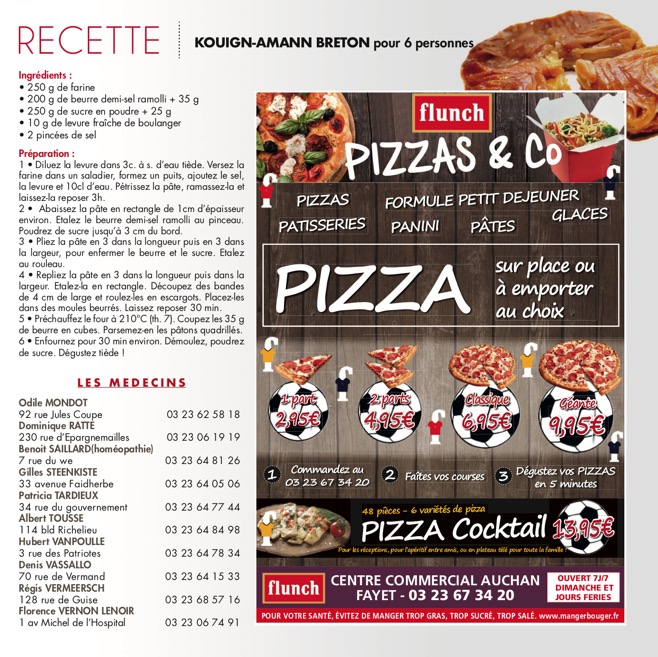 RECETTE
KOUIGN-AMANN BRETON pour 6 personnes
Ingrédients :
• 250 g de farine
• 200 g de beurre demi-sel ramolli + 35 g
• 250 g de sucre en poudre + 25 g
• 10 g de levure fraîche de boulanger
• 2 pincées de sel
Préparation :
1 • Diluez la levure dans 3c. à s. d'eau tiède. Versez la
farine dans un saladier, formez un puits, ajoutez le sel,
la levure et 10cl d'eau. Pétrissez la pâte, ramassez-la et
laissez-la reposer 3h.
2 • Abaissez la pâte en rectangle de 1cm d'épaisseur
environ. Etalez le beurre demi-sel ramolli au pinceau.
Poudrez de sucre jusqu'à 3 cm du bord.
3 • Pliez la pâte en 3 dans la longueur puis en 3 dans
la largeur, pour enfermer le beurre et le sucre. Etalez
au rouleau.
4 • Repliez la pâte en 3 dans la longueur puis dans la
largeur. Etalez-la en rectangle. Découpez des bandes
de 4 cm de large et roulez-les en escargots. Placez-les
dans des moules beurrés. Laissez reposer 30 min.
5 • Préchauffez le four à 210°C (th. 7). Coupez les 35 g
de beurre en cubes. Parsemez-en les pâtons quadrillés.
6 • Enfournez pour 30 min environ. Démoulez, poudrez
de sucre. Dégustez tiède !
LES MEDECINS
Odile MONDOT
92 rue Jules Coupe 03 23 62 58 18
Dominique RATTE
230 rue d'Epargnemailles 03 23 06 19 19
Benoit SAILLARD(homéopathie)
7 rue du we 03 23 64 81 26
Gilles STEENKISTE
33 avenue Faidherbe 03 23 64 05 06
Patricia TARDIEUX
34 rue du gouvernement 03 23 64 77 44
Albert TOUSSE
114 bld Richelieu 03 23 64 84 98
Hubert VANPOULLE
3 rue des Patriotes 03 23 64 78 34
Denis VASSALLO
70 rue de Vermand 03 23 64 15 33
Régis VERMEERSCH
128 rue de Guise 03 23 68 57 16
Florence VERNON LENOIR
1 av Michel de l'Hospital 03 23 06 74 91
flunch
PIZZAS & Co
PIZZAS FORMULE PETIT DEJEUNER
PATISSERIES PANINI PÂTES GLACES
PIZZA
sur place ou
à emporter
au choix
1 part 2,95€
2 parts 4,95€
Classique 6,95€
Géante 9,95€
1 Commandez au
03 23 67 34 20
2 Faîtes vos courses
3 Dégustez vos PIZZAS
en 5 minutes
48 pièces - 6 variétés de pizza
PIZZA Cocktail 13,95€
Pour les réceptions, pour l'apéritif entre amis, ou en plateau télé pour toute la famille !
flunch
CENTRE COMMERCIAL AUCHAN
FAYET - 03 23 67 34 20
OUVERT 7J/7
DIMANCHE ET
JOURS FERIES
POUR VOTRE SANTÉ, ÉVITEZ DE MANGER TROP GRAS, TROP SUCRÉ, TROP SALÉ. www.mangerbouger.fr